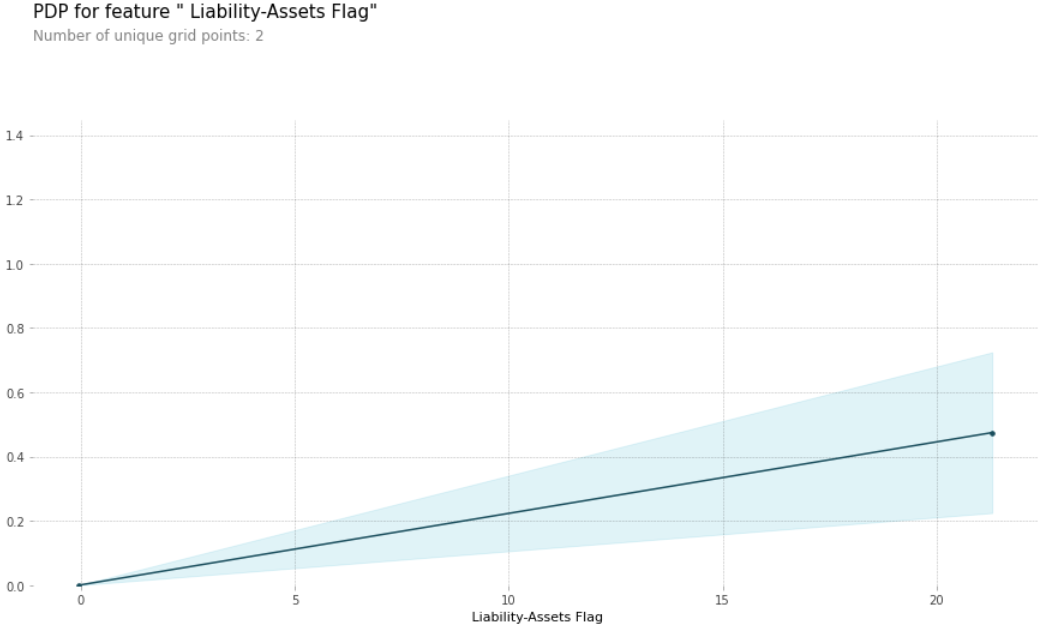 PDP for feature " Liability-Assets Flag"
Number of unique grid points: 2
1.4
1.2
1.0
0.8
0.6
0.4
0.2
0.0
0 5 10 15 20
Liability-Assets Flag